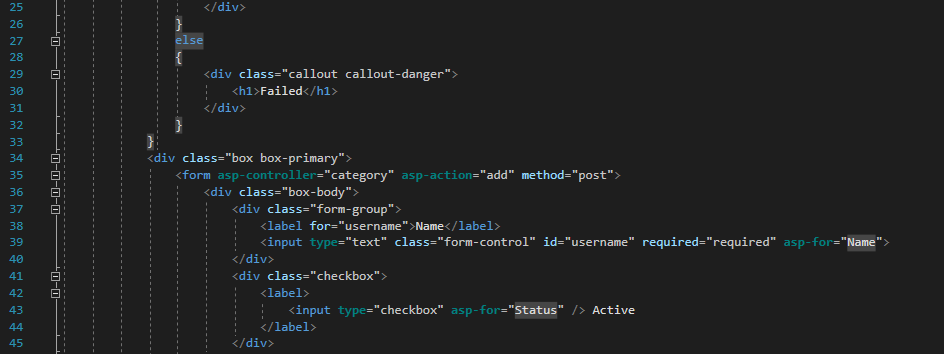 25 </div>
26 }
27 else
28 {
29 <div class="callout callout-danger">
30 <h1>Failed</h1>
31 </div>
32 }
33 }
34 <div class="box box-primary">
35 <form asp-controller="category" asp-action="add" method="post">
36 <div class="box-body">
37 <div class="form-group">
38 <label for="username">Name</label>
39 <input type="text" class="form-control" id="username" required="required" asp-for="Name">
40 </div>
41 <div class="checkbox">
42 <label>
43 <input type="checkbox" asp-for="Status" /> Active
44 </label>
45 </div>